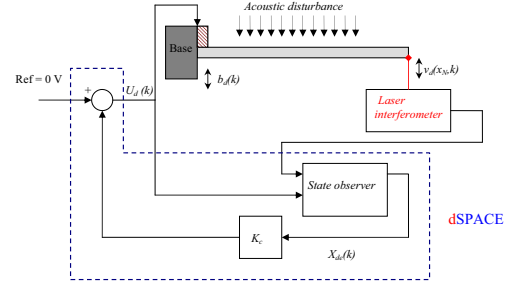 Acoustic disturbance
Base
Ref = 0 V
+
U_d (k)
b_d(k)
v_d(x_N,k)
Laser
interferometer
State observer
dSPACE
K_c
X_de(k)